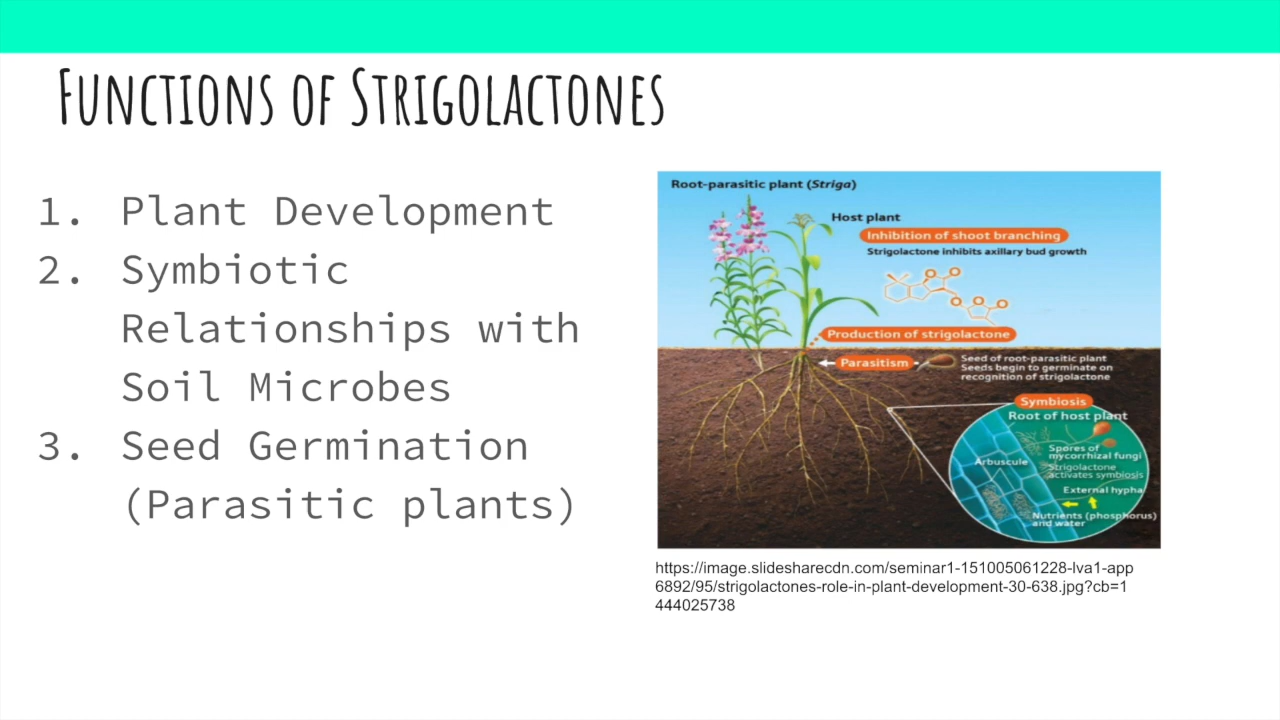 FUNCTIONS OF STRIGOLACTONES
1. Plant Development
2. Symbiotic
Relationships with
Soil Microbes
3. Seed Germination
(Parasitic plants)
Root-parasitic plant (Striga)
Host plant
Inhibition of shoot branching
Strigolactone inhibits axillary bud growth
Production of strigolactone
Parasitism
Seed of root-parasitic plant
Seeds begin to germinate on
recognition of strigolactone
Symbiosis
Root of host plant
Arbuscule
Spores of
mycorrhizal fungi
Strigolactone
activates symbiosis
External hypha
Nutrients (phosphorus)
and water
https://image.slidesharecdn.com/seminar1-151005061228-lva1-app
6892/95/strigolactones-role-in-plant-development-30-638.jpg?cb=1
444025738